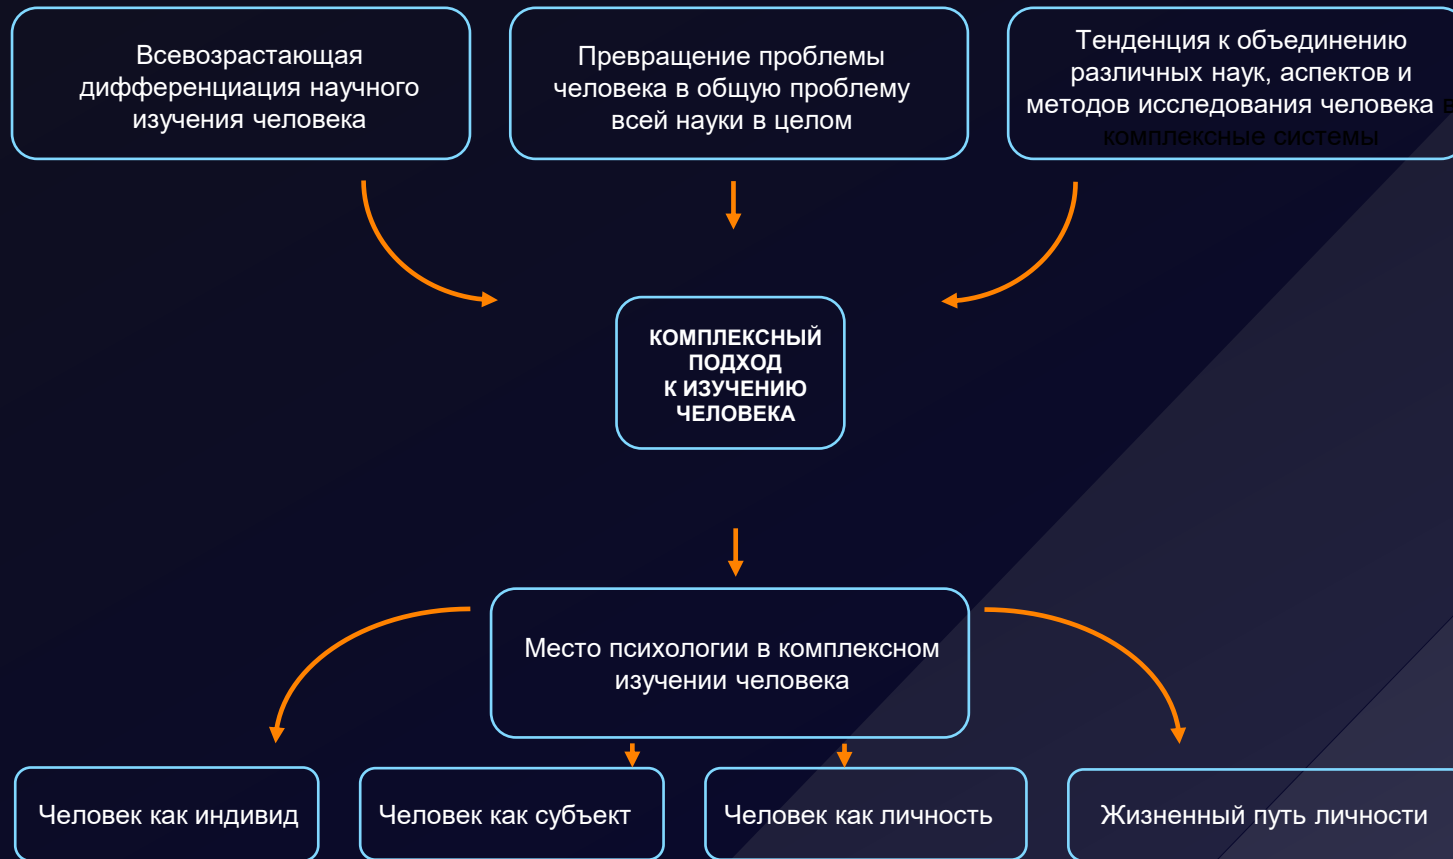 Всевозрастающая
дифференциация научного
изучения человека
Превращение проблемы
человека в общую проблему
всей науки в целом
Тенденция к объединению
различных наук, аспектов и
методов исследования человека в
комплексные системы
КОМПЛЕКСНЫЙ
ПОДХОД
К ИЗУЧЕНИЮ
ЧЕЛОВЕКА
Место психологии в комплексном
изучении человека
Человек как индивид
Человек как субъект
Человек как личность
Жизненный путь личности